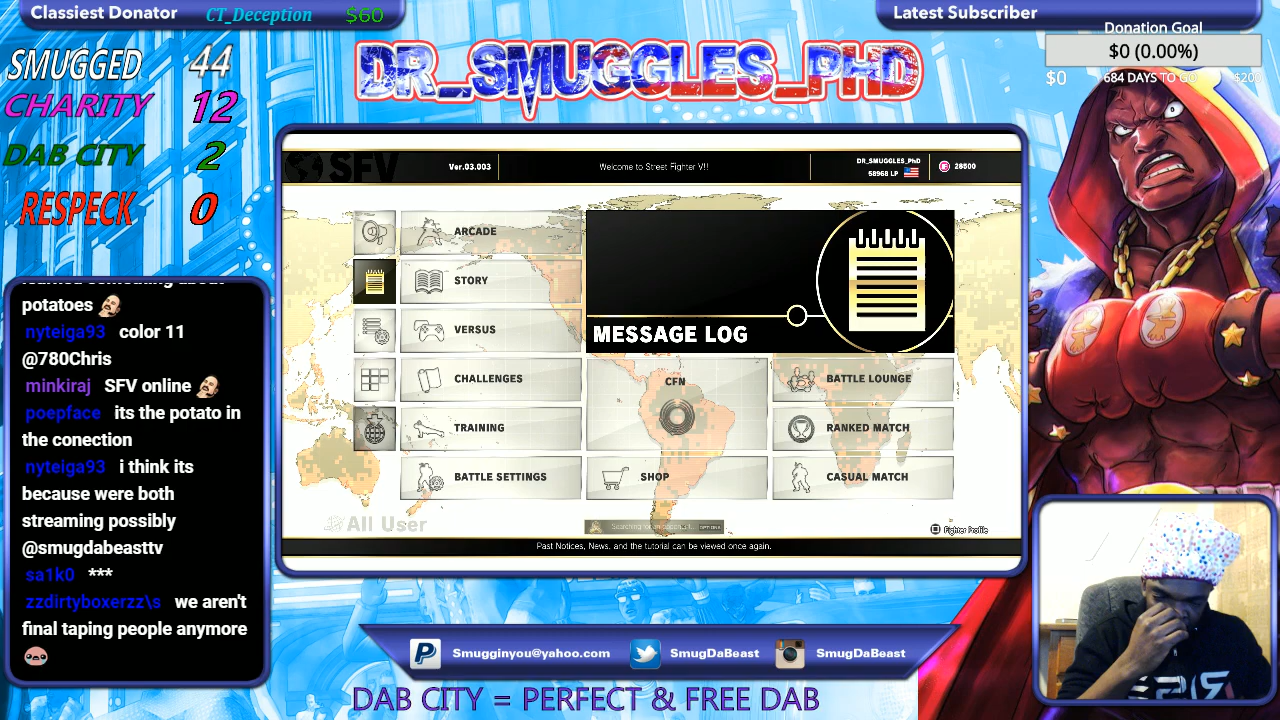 Classiest Donator CT_Deception $60
Latest Subscriber
Donation Goal
$0 (0.00%)
$0 684 DAYS TO GO
SMUGGED 44
CHARITY 12
DAB CITY 2
RESPECK 0
DR_SMUGGLES_PHD
SFV
Ver.03.003
Welcome to Street Fighter V!!
DR_SMUGGLES_PhD
58968 LP
28800
ARCADE
STORY
VERSUS
CHALLENGES
TRAINING
BATTLE SETTINGS
MESSAGE LOG
CFN
SHOP
BATTLE LOUNGE
RANKED MATCH
CASUAL MATCH
All User
Searching for an opponent... OPTIONS
Fighter Profile
Past Notices, News, and the tutorial can be viewed once again.
potatoes
nyteiga93 color 11
@780Chris
minkiraj SFV online
poepface its the potato in
the conection
nyteiga93 i think its
because were both
streaming possibly
@smugdabeasttv
sa1k0 ***
zzdirtyboxerzz\s we aren't
final taping people anymore
Smugginyou@yahoo.com
SmugDaBeast
SmugDaBeast
DAB CITY = PERFECT & FREE DAB